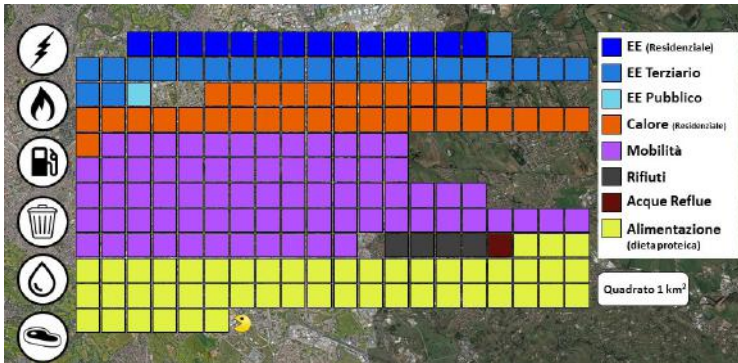 EE (Residenziale)
EE Terziario
EE Pubblico
Calore (Residenziale)
Mobilità
Rifiuti
Acque Reflue
Alimentazione
(dieta proteica)
Quadrato 1 km²